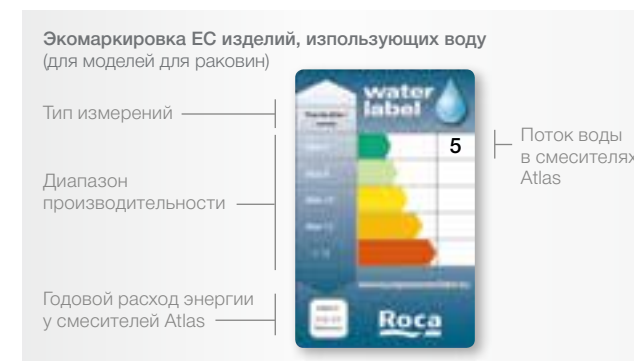 Экомаркировка ЕС изделий, изпользующих воду
(для моделей для раковин)
Тип измерений
Диапазон
производительности
Годовой расход энергии
у смесителей Atlas
water
label
5
Roca
Поток воды
в смесителях
Atlas